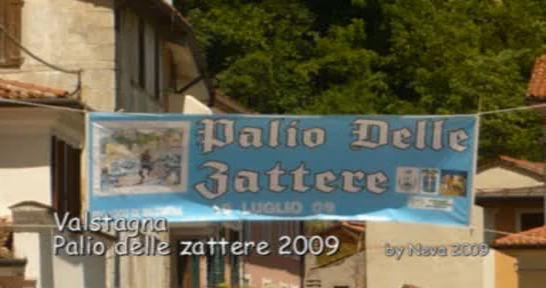 Palio Delle
Zattere
LUGLIO 09
Valstagna
Palio delle zattere 2009
by Neva 2009